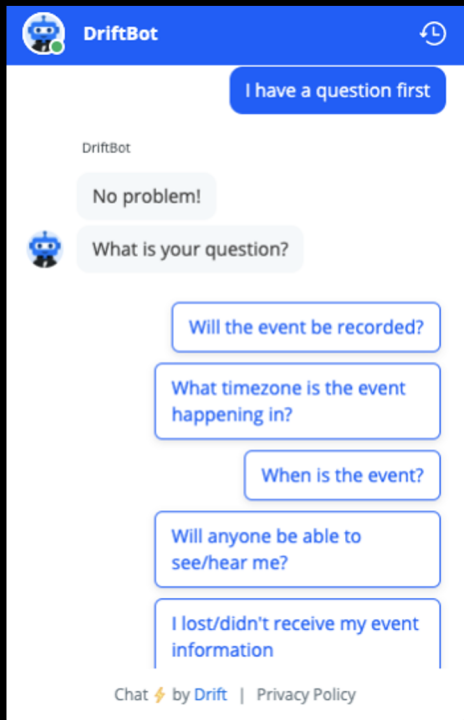 DriftBot
I have a question first
DriftBot
No problem!
What is your question?
Will the event be recorded?
What timezone is the event
happening in?
When is the event?
Will anyone be able to
see/hear me?
I lost/didn't receive my event
information
Chat ⚡ by Drift | Privacy Policy